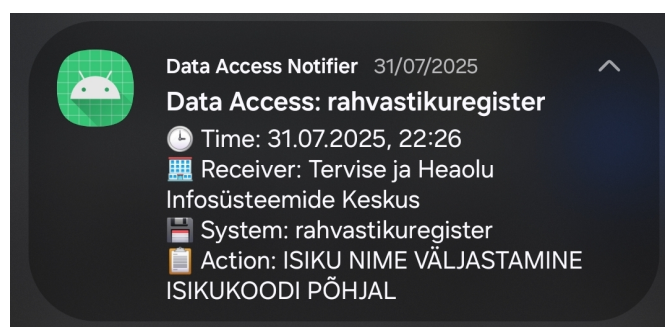 Data Access Notifier 31/07/2025
Data Access: rahvastikuregister
🕒 Time: 31.07.2025, 22:26
🏢 Receiver: Tervise ja Heaolu
Infosüsteemide Keskus
💾 System: rahvastikuregister
📋 Action: ISIKU NIME VÄLJASTAMINE
ISIKUKOODI PÕHJAL